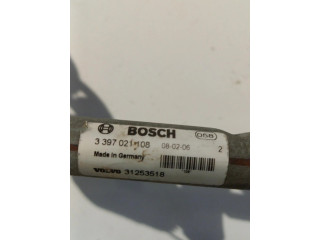 BOSCH
3 397 021 108 08-02-06 2
Made in Germany
VOLVO 31253518